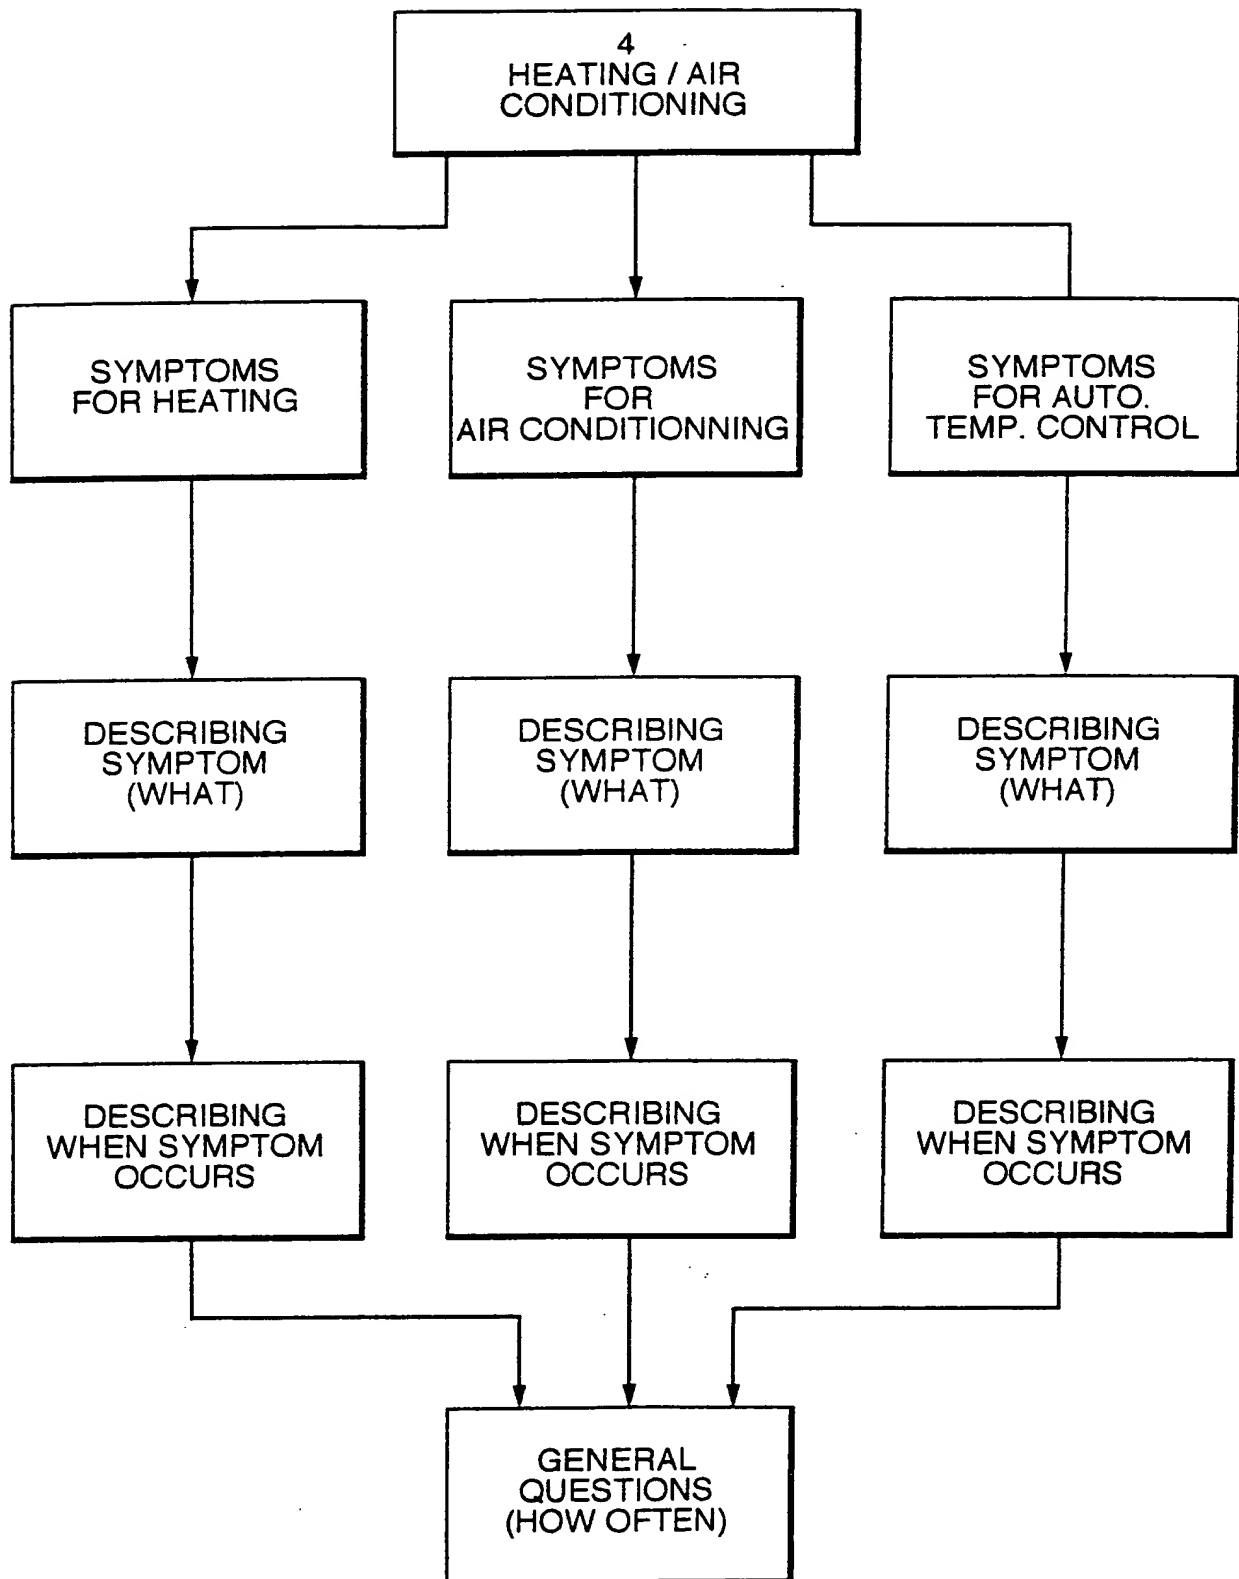 4
HEATING / AIR
CONDITIONING
SYMPTOMS
FOR HEATING
SYMPTOMS
FOR
AIR CONDITIONNING
SYMPTOMS
FOR AUTO.
TEMP. CONTROL
DESCRIBING
SYMPTOM
(WHAT)
DESCRIBING
SYMPTOM
(WHAT)
DESCRIBING
SYMPTOM
(WHAT)
DESCRIBING
WHEN SYMPTOM
OCCURS
DESCRIBING
WHEN SYMPTOM
OCCURS
DESCRIBING
WHEN SYMPTOM
OCCURS
GENERAL
QUESTIONS
(HOW OFTEN)